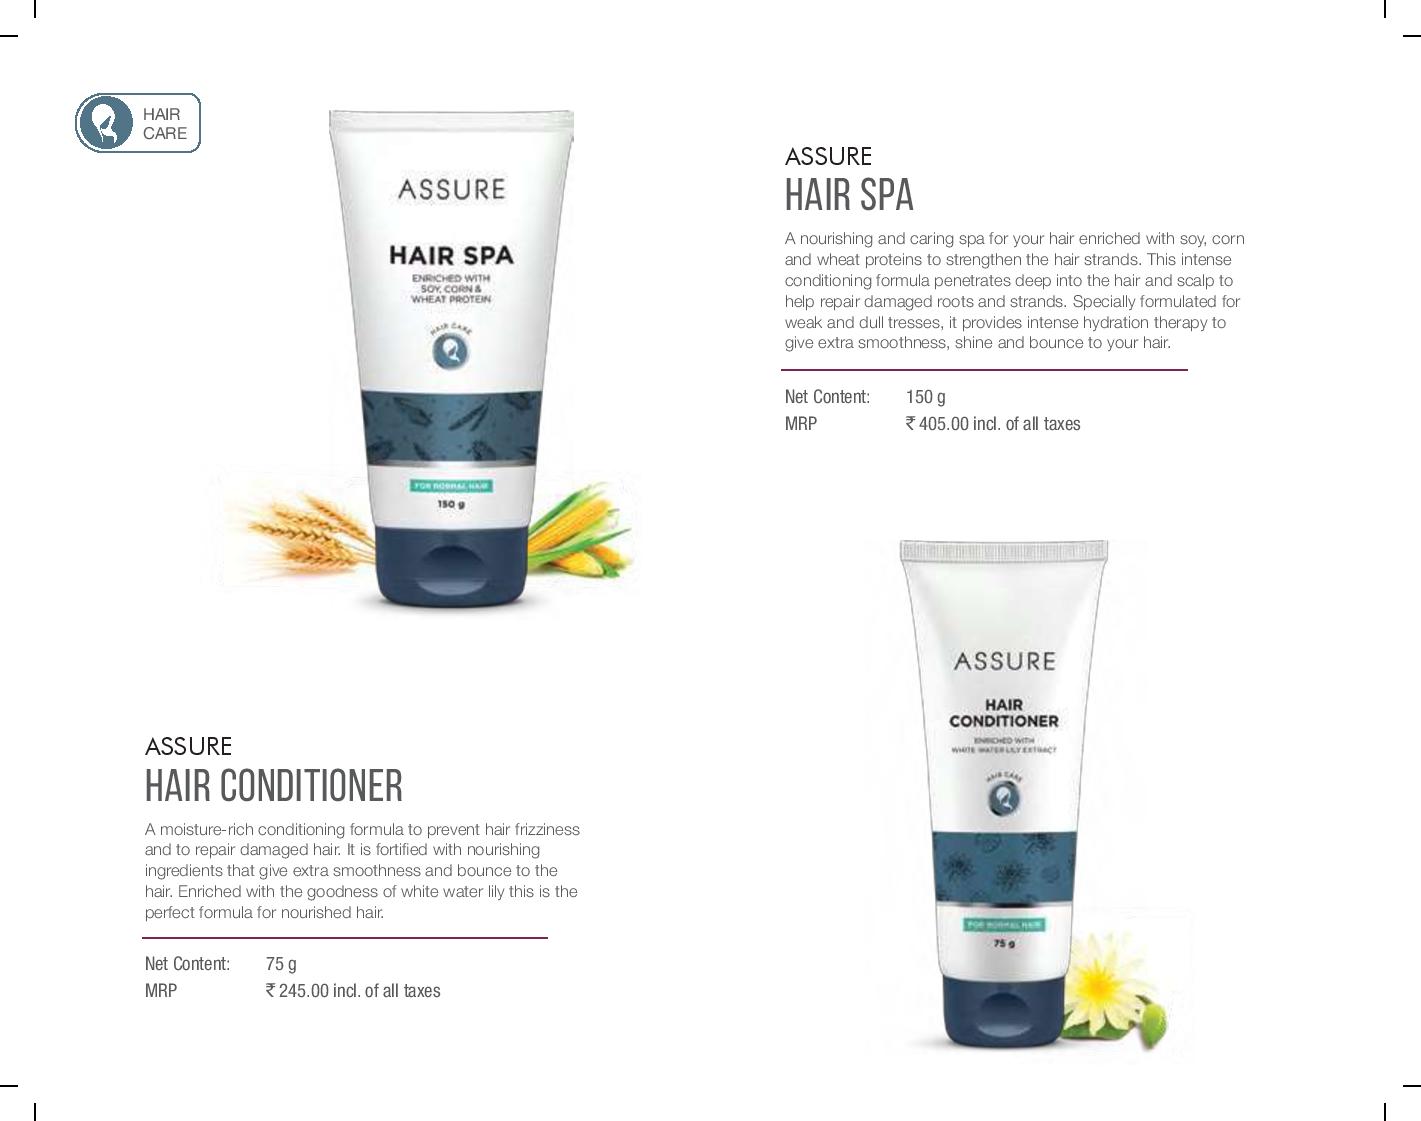 HAIR
CARE
ASSURE
HAIR SPA
ENRICHED WITH
SOY, CORN &
WHEAT PROTEIN
HAIR CARE
FOR NORMAL HAIR
150 g
ASSURE
HAIR SPA
A nourishing and caring spa for your hair enriched with soy, corn
and wheat proteins to strengthen the hair strands. This intense
conditioning formula penetrates deep into the hair and scalp to
help repair damaged roots and strands. Specially formulated for
weak and dull tresses, it provides intense hydration therapy to
give extra smoothness, shine and bounce to your hair.
Net Content: 150 g
MRP ₹ 405.00 incl. of all taxes
ASSURE
HAIR CONDITIONER
A moisture-rich conditioning formula to prevent hair frizziness
and to repair damaged hair. It is fortified with nourishing
ingredients that give extra smoothness and bounce to the
hair. Enriched with the goodness of white water lily this is the
perfect formula for nourished hair.
Net Content: 75 g
MRP ₹ 245.00 incl. of all taxes
ASSURE
HAIR
CONDITIONER
ENRICHED WITH
WHITE WATER LILY EXTRACT
HAIR CARE
FOR NORMAL HAIR
75 g